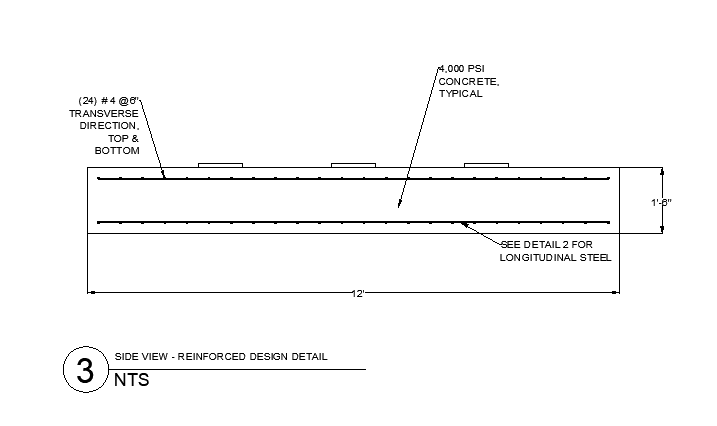 4,000 PSI
CONCRETE,
TYPICAL
(24) #4 @6"
TRANSVERSE
DIRECTION,
TOP &
BOTTOM
1'-6"
SEE DETAIL 2 FOR
LONGITUDINAL STEEL
12'
3
SIDE VIEW - REINFORCED DESIGN DETAIL
NTS